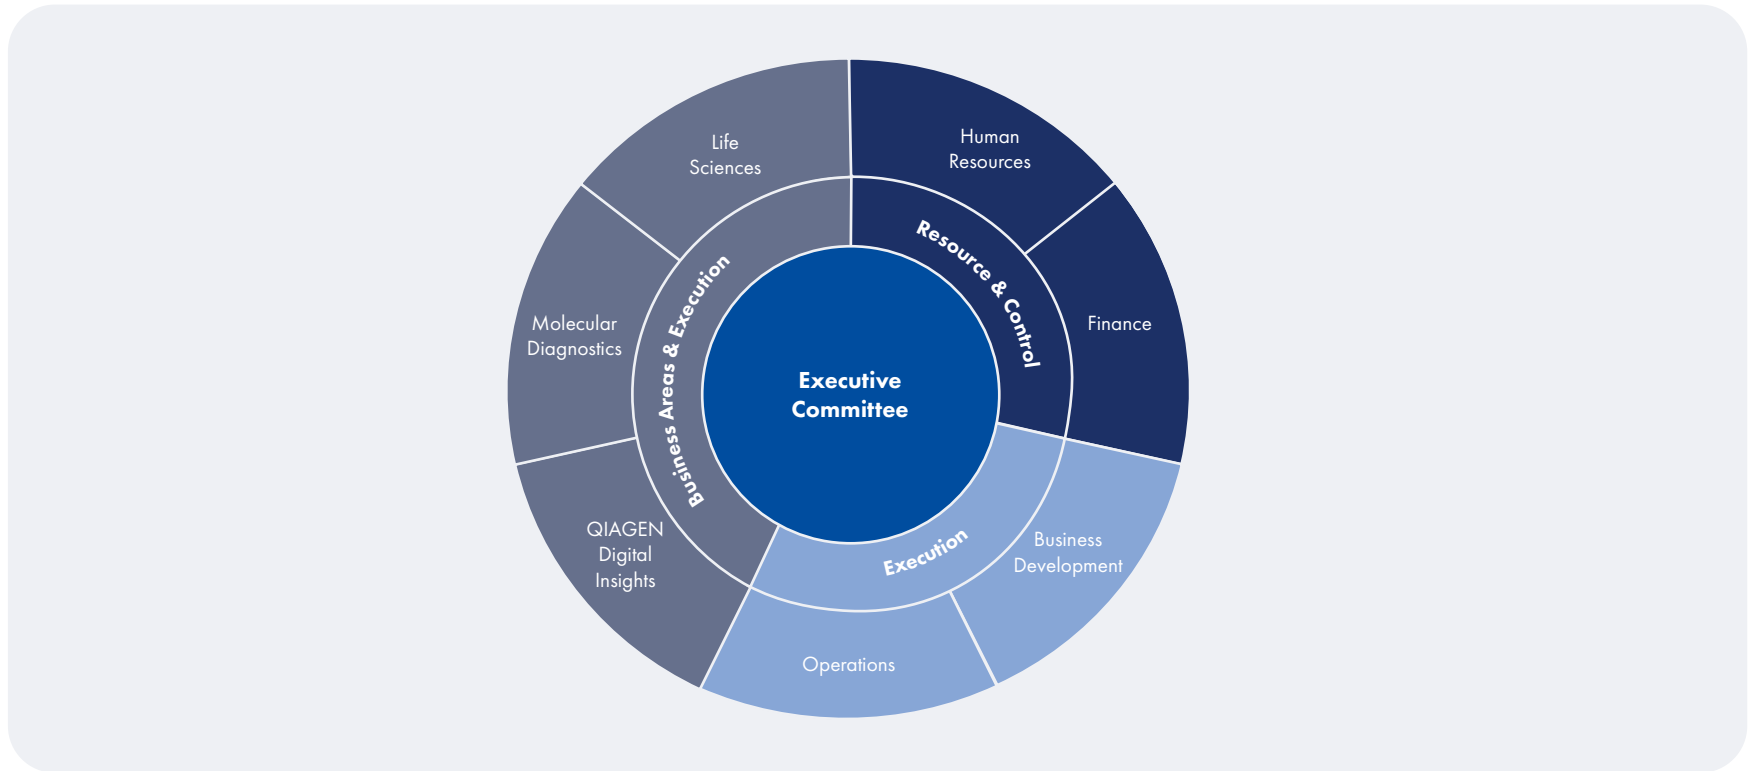 Life
Sciences
Human
Resources
Resource & Control
Business Areas & Execution
Molecular
Diagnostics
Finance
Executive
Committee
QIAGEN
Digital
Insights
Execution
Business
Development
Operations